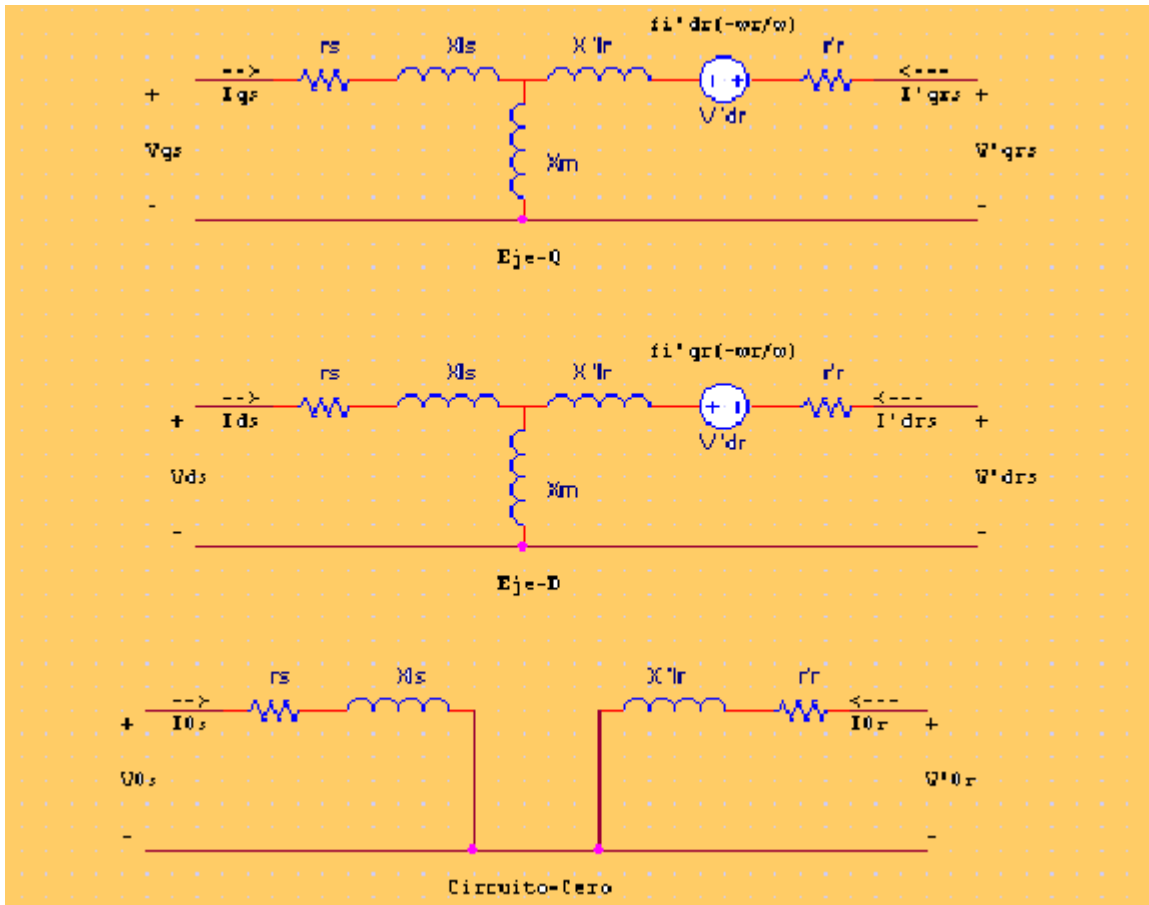 fi'dr(-wr/w)
rs Xls X'lr r'r
--> <---
Iqs I'qrs
+ - + +
V'dr
Vqs Xm V'qrs
- -
Eje-Q
fi'qr(-wr/w)
rs Xls X'lr r'r
--> <---
+ Ids + - I'drs +
V'dr
Vds Xm V'drs
- -
Eje-D
rs Xls X'lr r'r
--> <---
+ I0s I0r +
V0s V'0r
- -
Circuito-Cero